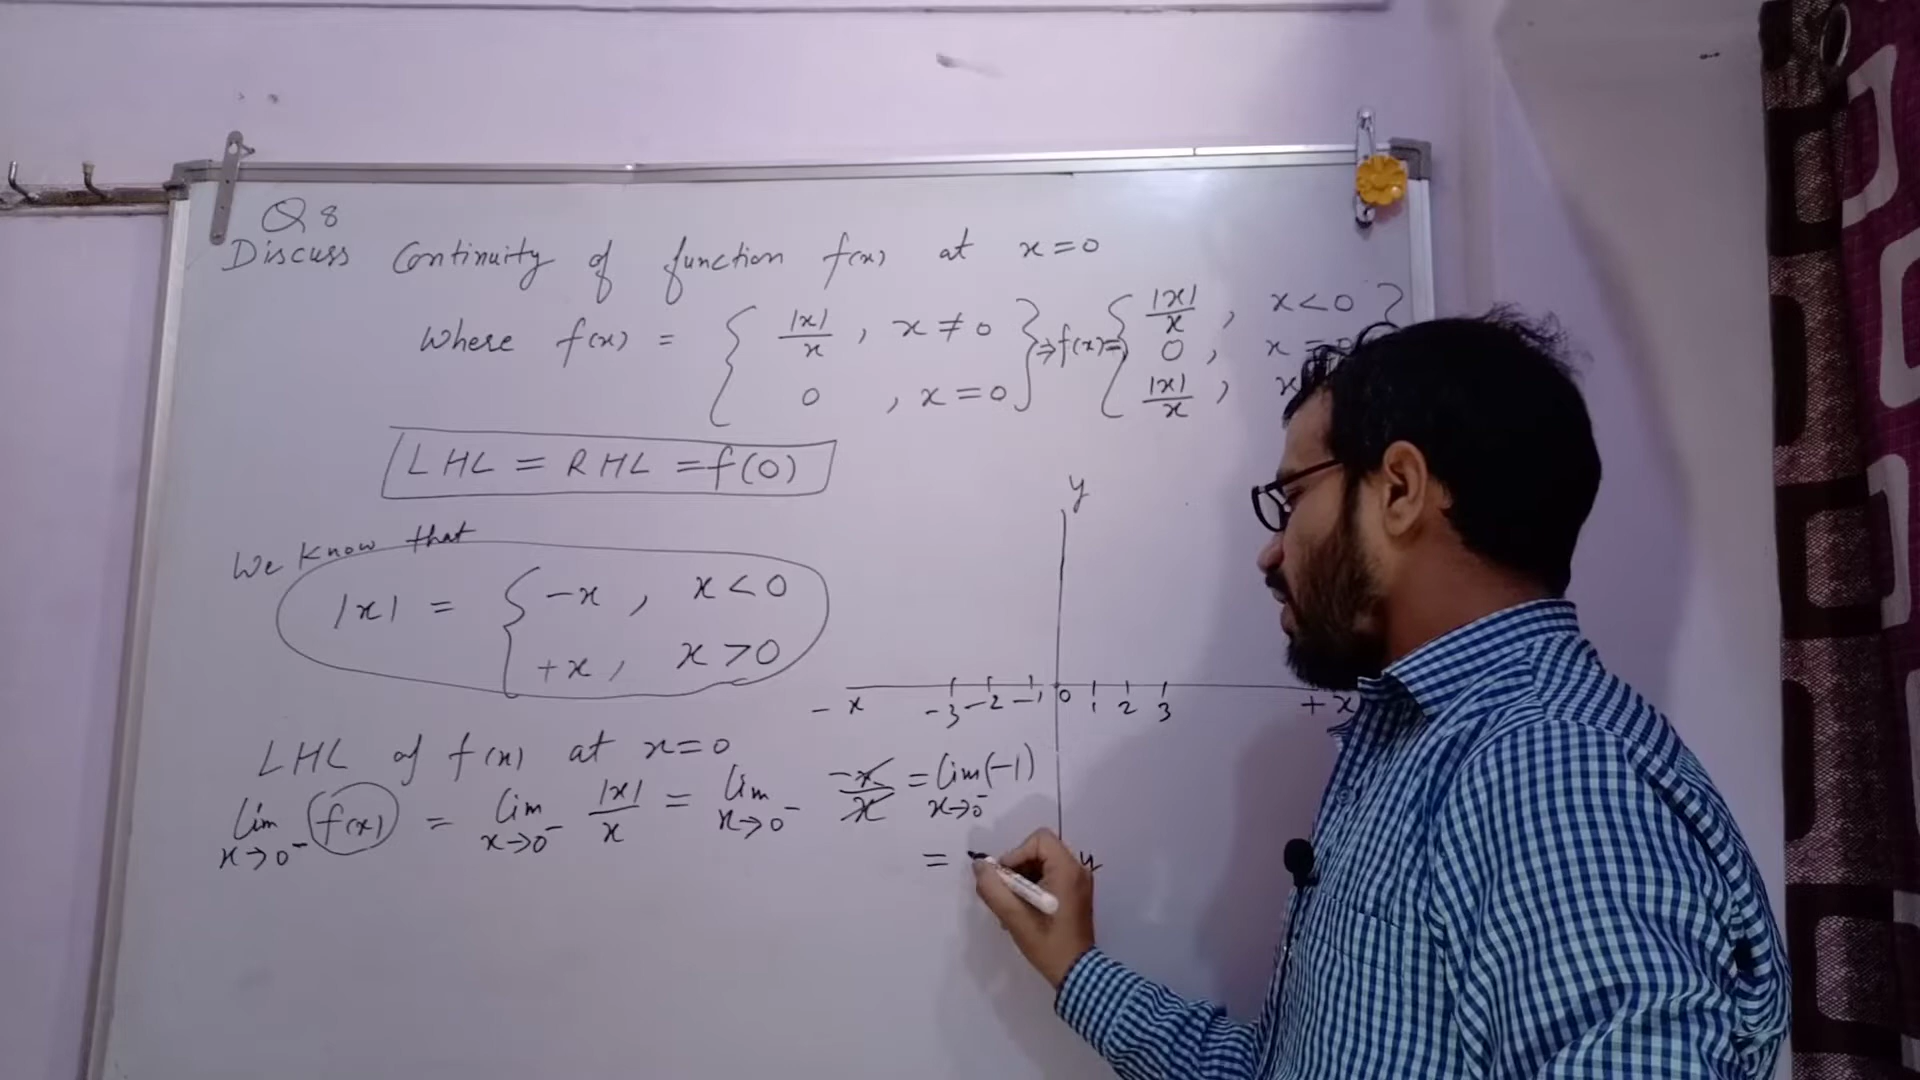 Q 8
Discuss Continuity of function f(x) at x=0
Where f(x) = { |x|/x , x ≠ 0
0 , x = 0 } ⇒ f(x) = { |x|/x , x < 0
0 , x =
|x|/x , x
LHL = RHL = f(0)
We know that
|x| = { -x , x < 0
+x , x > 0
y
- x -3 -2 -1 0 1 2 3 + x
y
LHL of f(x) at x=0
lim x→0⁻ f(x) = lim x→0⁻ |x|/x = lim x→0⁻ -x/x = lim x→0⁻ (-1)
=